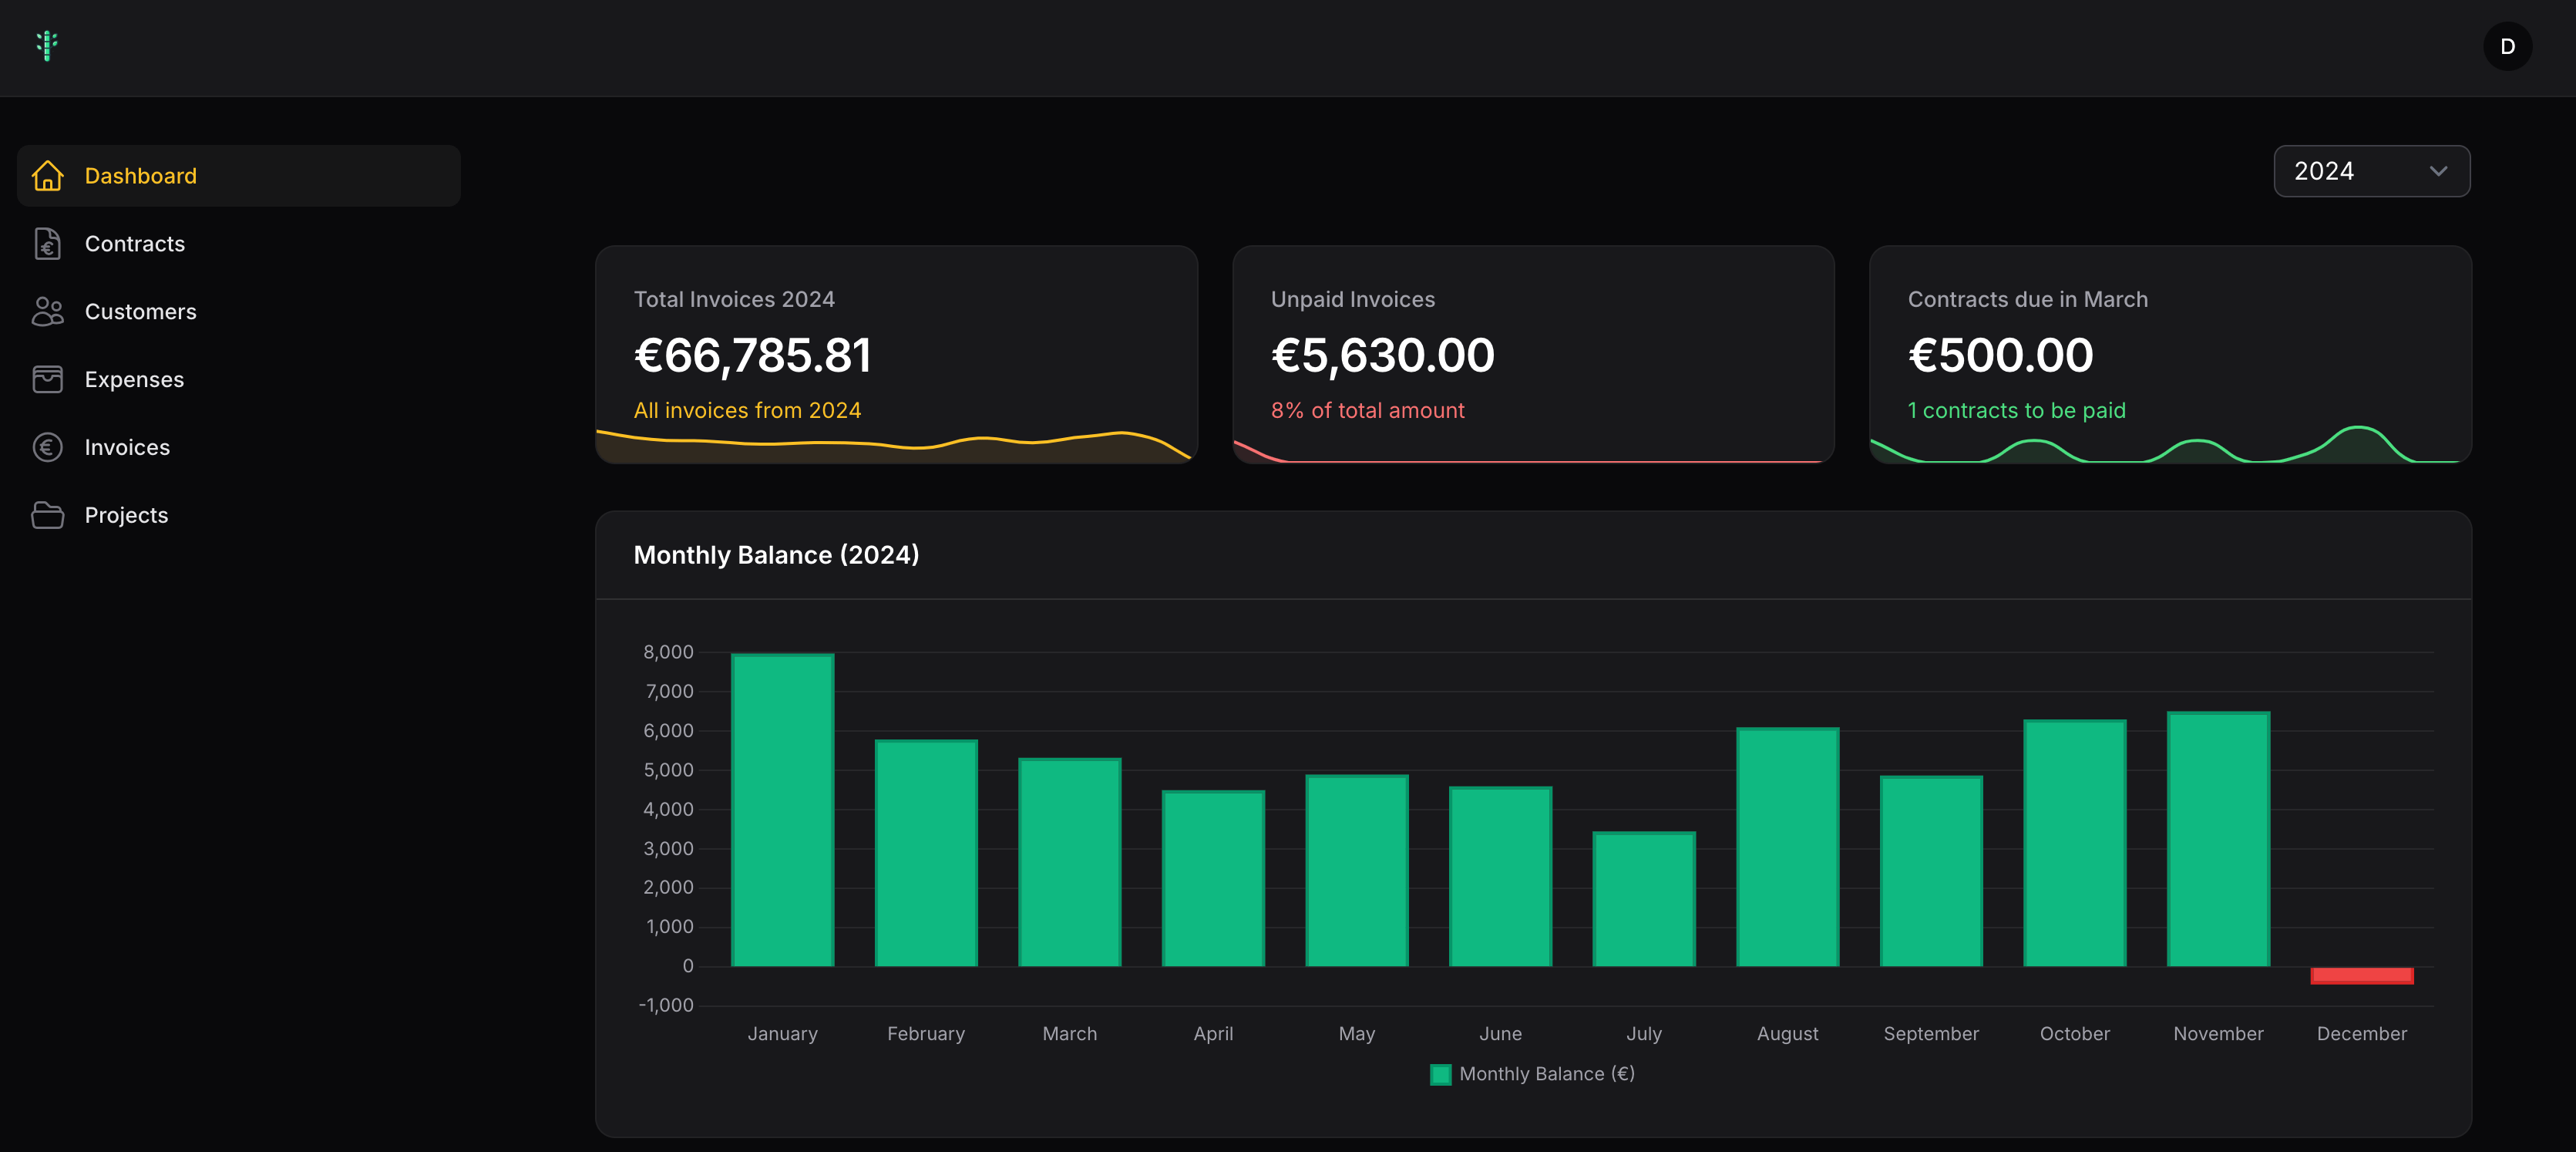 D
Dashboard
Contracts
Customers
Expenses
Invoices
Projects
2024
Total Invoices 2024
€66,785.81
All invoices from 2024
Unpaid Invoices
€5,630.00
8% of total amount
Contracts due in March
€500.00
1 contracts to be paid
Monthly Balance (2024)
8,000
7,000
6,000
5,000
4,000
3,000
2,000
1,000
0
-1,000
January February March April May June July August September October November December
Monthly Balance (€)